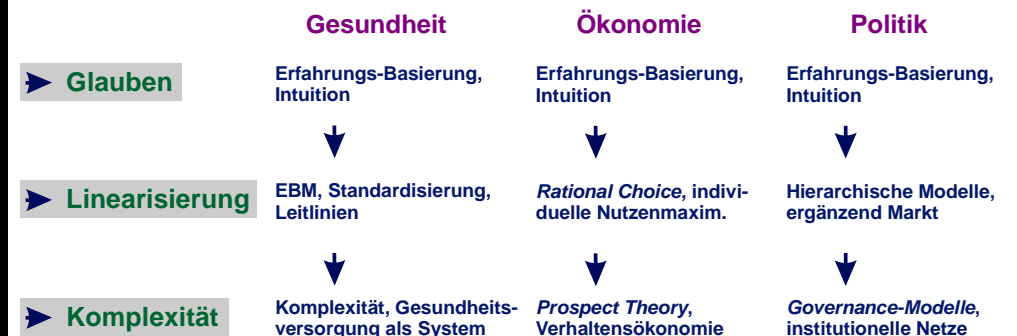 Gesundheit Ökonomie Politik
Glauben
Erfahrungs-Basierung,
Intuition
Erfahrungs-Basierung,
Intuition
Erfahrungs-Basierung,
Intuition
Linearisierung
EBM, Standardisierung,
Leitlinien
Rational Choice, indivi-
duelle Nutzenmaxim.
Hierarchische Modelle,
ergänzend Markt
Komplexität
Komplexität, Gesundheits-
versorgung als System
Prospect Theory,
Verhaltensökonomie
Governance-Modelle,
institutionelle Netze